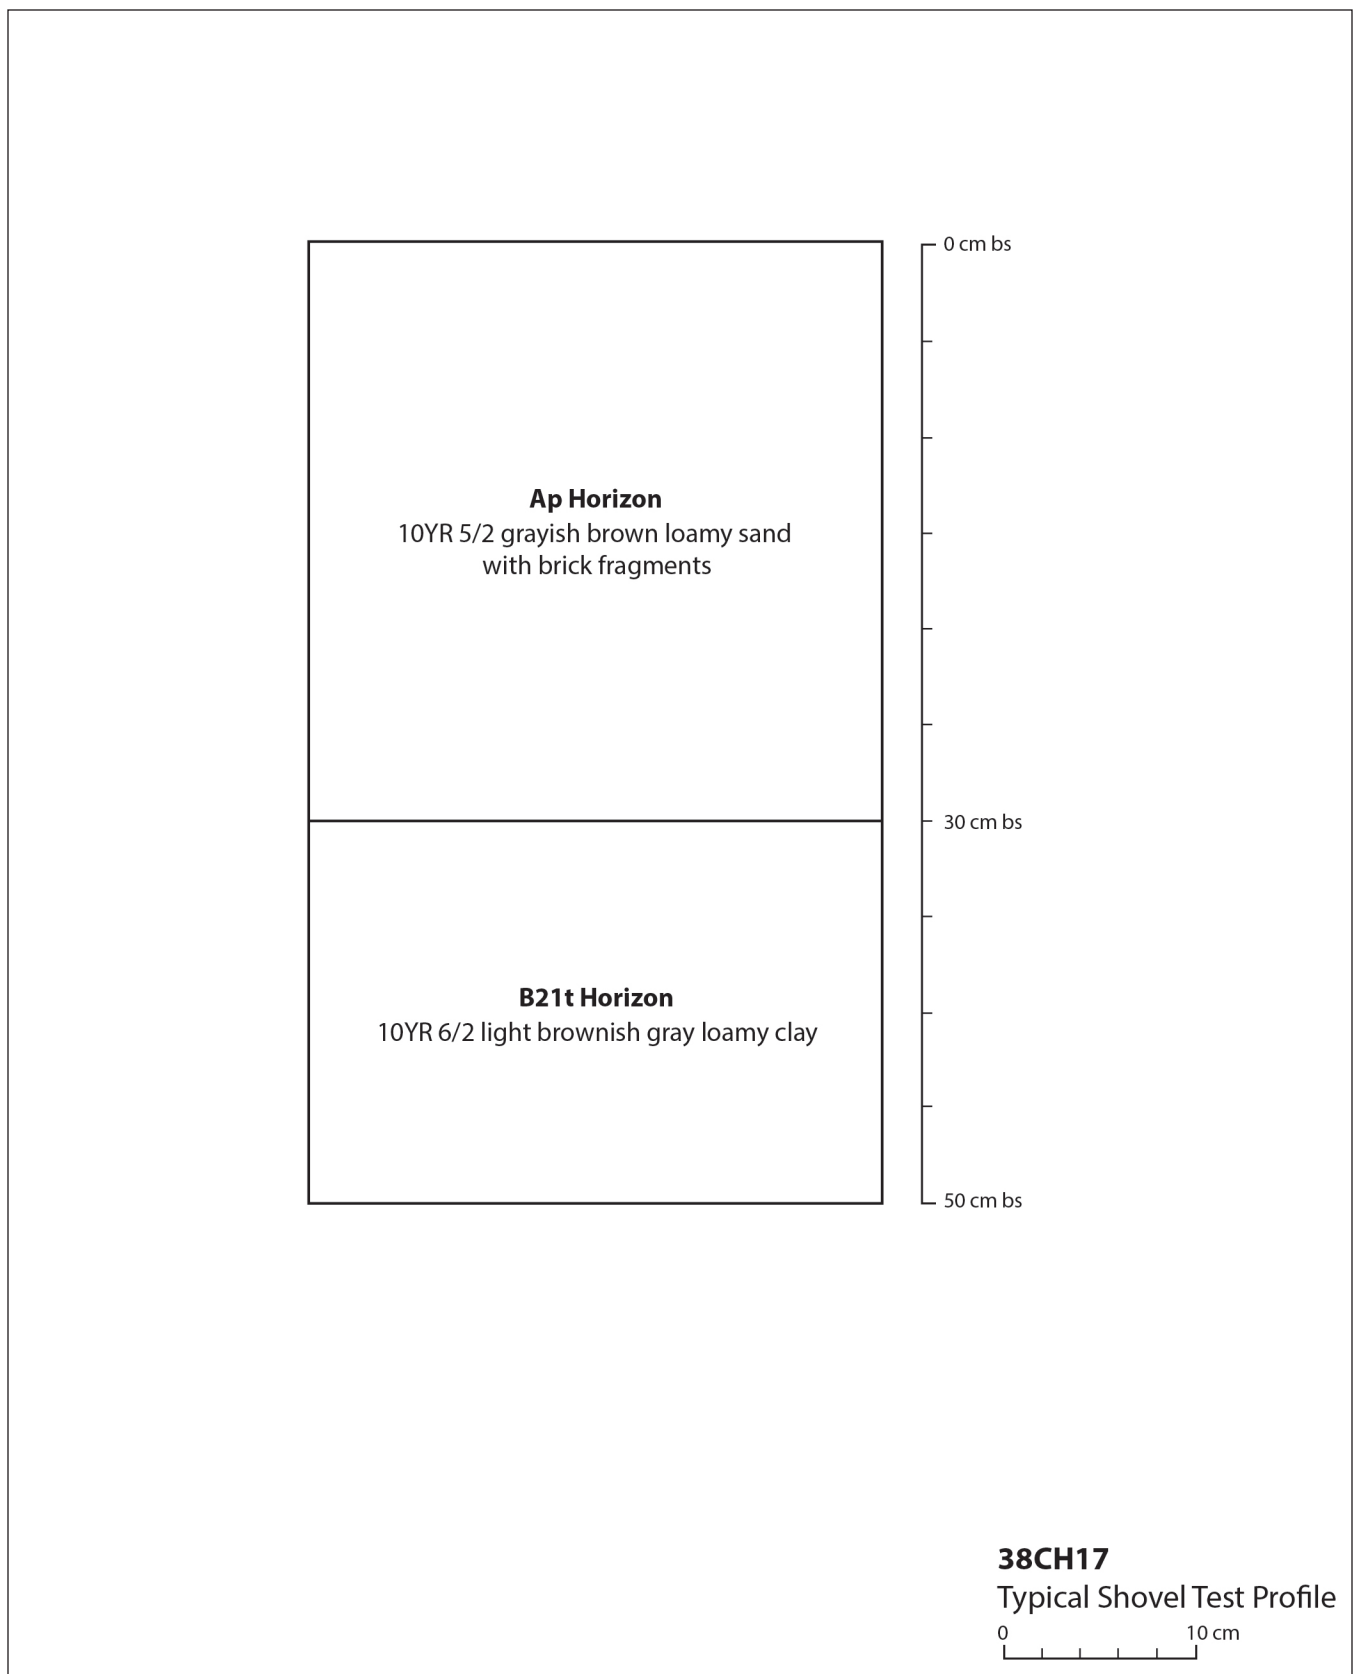 0 cm bs
Ap Horizon
10YR 5/2 grayish brown loamy sand
with brick fragments
30 cm bs
B21t Horizon
10YR 6/2 light brownish gray loamy clay
50 cm bs
38CH17
Typical Shovel Test Profile
0 10 cm